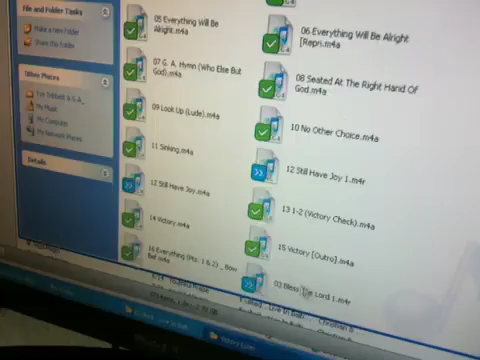 File and Folder Tasks
Make a new folder
Share this folder
Other Places
My Music
My Computer
My Network Places
Details
05 Everything Will Be
Alright.m4a
06 Everything Will Be Alright
[Repri.m4a
07 G. A. Hymn (Who Else But
God).m4a
08 Seated At The Right Hand Of
God.m4a
09 Look Up (Lude).m4a
10 No Other Choice.m4a
11 Sinking.m4a
12 Still Have Joy 1.m4r
12 Still Have Joy.m4a
13 1-2 (Victory Check).m4a
14 Victory.m4a
15 Victory [Outro].m4a
16 Everything (Pts. 1 & 2) _ Bow
03 Bless The Lord 1.m4r